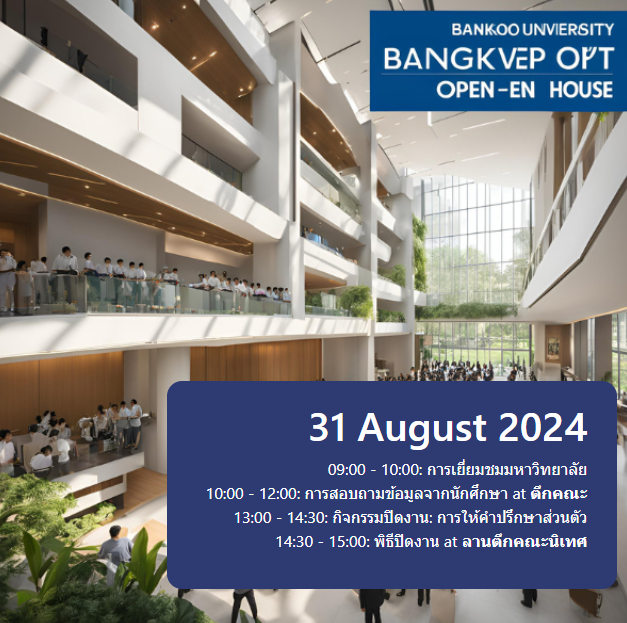 BANKOO UNVIERSITY
BANGKVEP OPT
OPEN-EN HOUSE
31 August 2024
09:00 - 10:00: การเยี่ยมชมมหาวิทยาลัย
10:00 - 12:00: การสอบถามข้อมูลจากนักศึกษา at ตึกคณะ
13:00 - 14:30: กิจกรรมปิดงาน: การให้คำปรึกษาส่วนตัว
14:30 - 15:00: พิธีปิดงาน at ลานตึกคณะนิเทศ